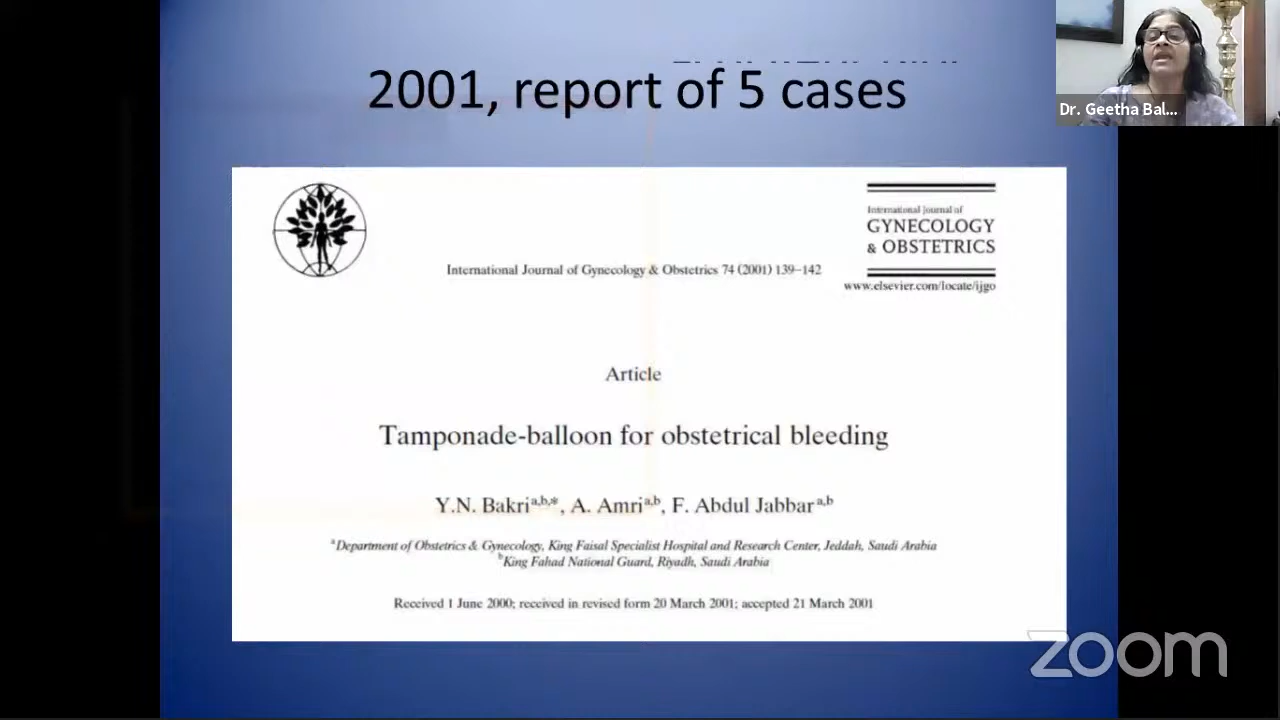 2001, report of 5 cases
Dr. Geetha Bal...
International Journal of
GYNECOLOGY
& OBSTETRICS
International Journal of Gynecology & Obstetrics 74 (2001) 139–142
www.elsevier.com/locate/ijgo
Article
Tamponade-balloon for obstetrical bleeding
Y.N. Bakri a,b,*, A. Amri a,b, F. Abdul Jabbar a,b
a Department of Obstetrics & Gynecology, King Faisal Specialist Hospital and Research Center, Jeddah, Saudi Arabia
b King Fahad National Guard, Riyadh, Saudi Arabia
Received 1 June 2000; received in revised form 20 March 2001; accepted 21 March 2001
zoom